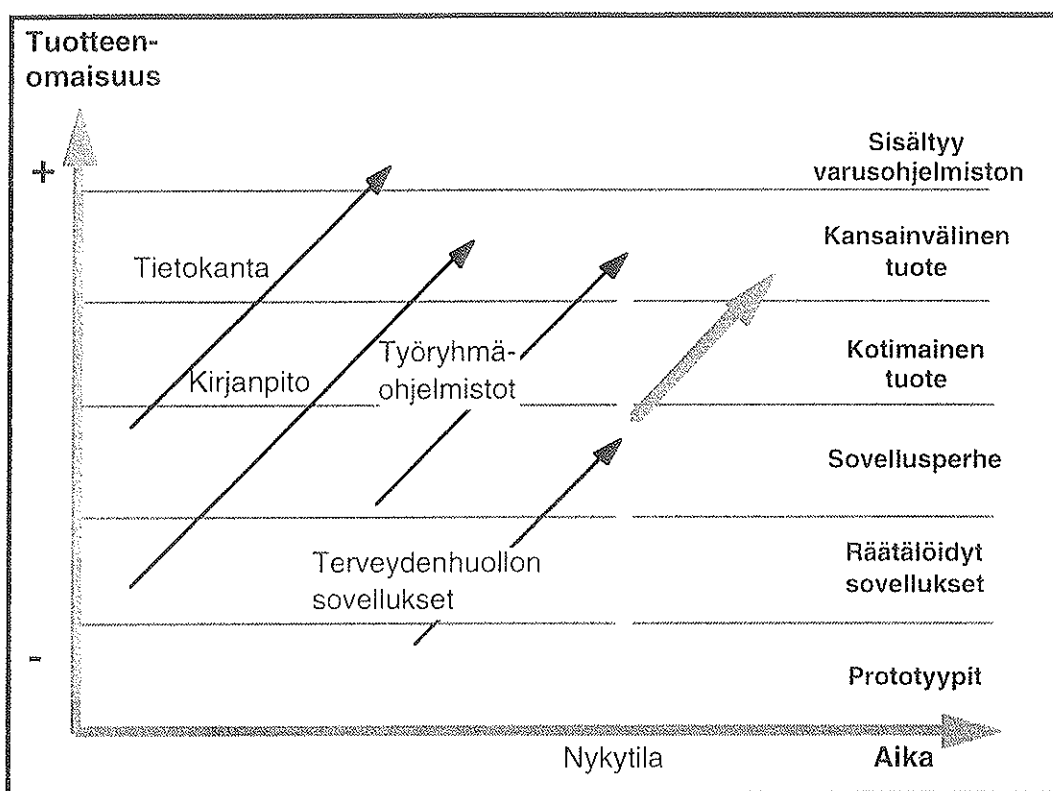 Tuotteen-
omaisuus
+
Sisältyy
varusohjelmiston
Kansainvälinen
tuote
Tietokanta
Työryhmä-
ohjelmistot
Kirjanpito
Kotimainen
tuote
Sovellusperhe
Terveydenhuollon
sovellukset
Räätälöidyt
sovellukset
-
Prototyypit
Nykytila
Aika